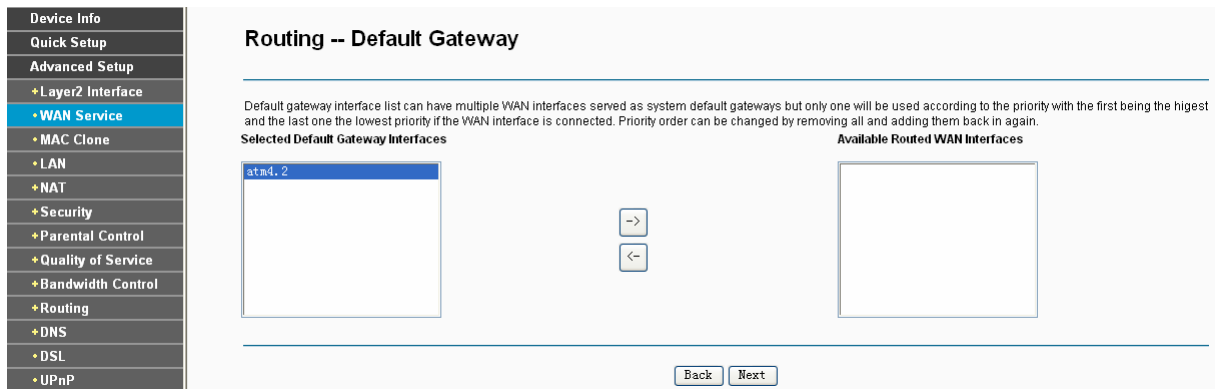 Device Info
Quick Setup
Advanced Setup
+Layer2 Interface
•WAN Service
•MAC Clone
•LAN
+NAT
+Security
+Parental Control
+Quality of Service
+Bandwidth Control
+Routing
+DNS
•DSL
•UPnP
Routing -- Default Gateway
Default gateway interface list can have multiple WAN interfaces served as system default gateways but only one will be used according to the priority with the first being the higest
and the last one the lowest priority if the WAN interface is connected. Priority order can be changed by removing all and adding them back in again.
Selected Default Gateway Interfaces
Available Routed WAN Interfaces
atm4.2
->
<-
Back Next